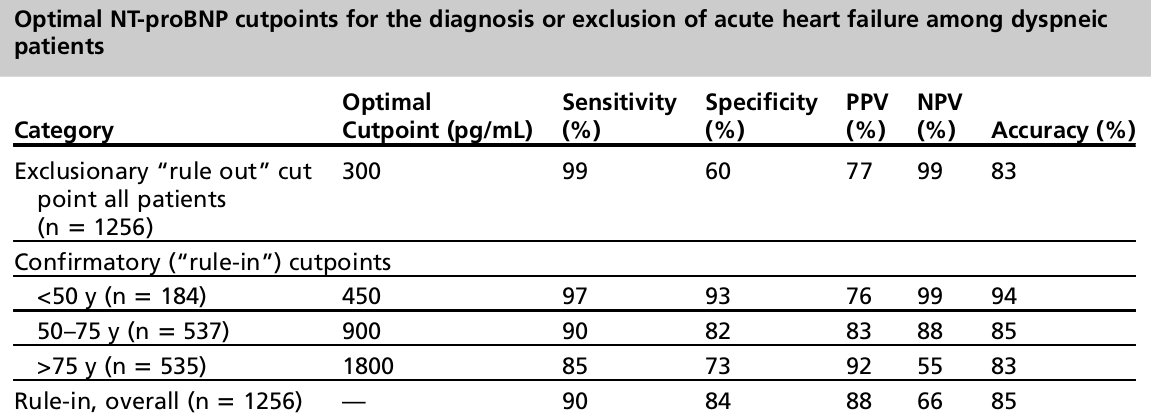 Optimal NT-proBNP cutpoints for the diagnosis or exclusion of acute heart failure among dyspneic
patients
Category Optimal Cutpoint (pg/mL) Sensitivity (%) Specificity (%) PPV (%) NPV (%) Accuracy (%)
Exclusionary “rule out” cut 300 99 60 77 99 83
point all patients
(n = 1256)
Confirmatory (“rule-in”) cutpoints
<50 y (n = 184) 450 97 93 76 99 94
50–75 y (n = 537) 900 90 82 83 88 85
>75 y (n = 535) 1800 85 73 92 55 83
Rule-in, overall (n = 1256) — 90 84 88 66 85